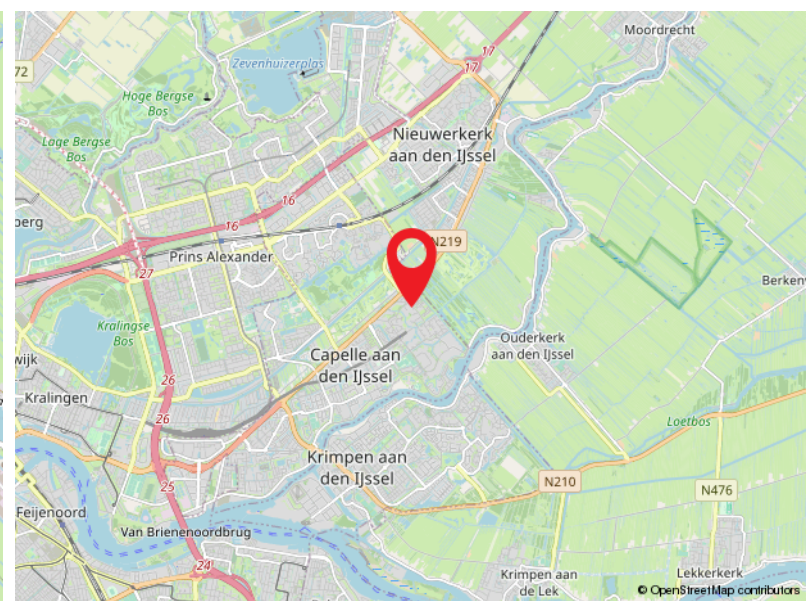 Moordrecht
17
Zevenhuizerplas
72
17
Hoge Bergse
Bos
Nieuwerkerk
aan den IJssel
Lage Bergse
Bos
16
16
berg
N219
Prins Alexander
27
Berkenw
Kralingse
Bos
Ouderkerk
aan den IJssel
Capelle aan
den IJssel
wijk
26
Kralingen
26
Loetbos
Krimpen aan
den IJssel
N210
25
N476
Feijenoord
Van Brienenoordbrug
24
Krimpen aan
de Lek
Lekkerkerk
© OpenStreetMap contributors